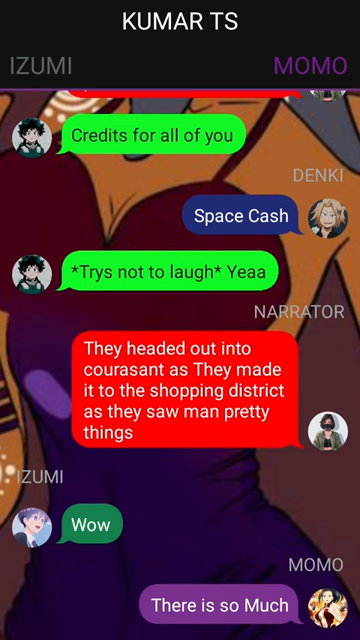 KUMAR TS
IZUMI
MOMO
Credits for all of you
DENKI
Space Cash
*Trys not to laugh* Yeaa
NARRATOR
They headed out into
courasant as They made
it to the shopping district
as they saw man pretty
things
IZUMI
Wow
MOMO
There is so Much